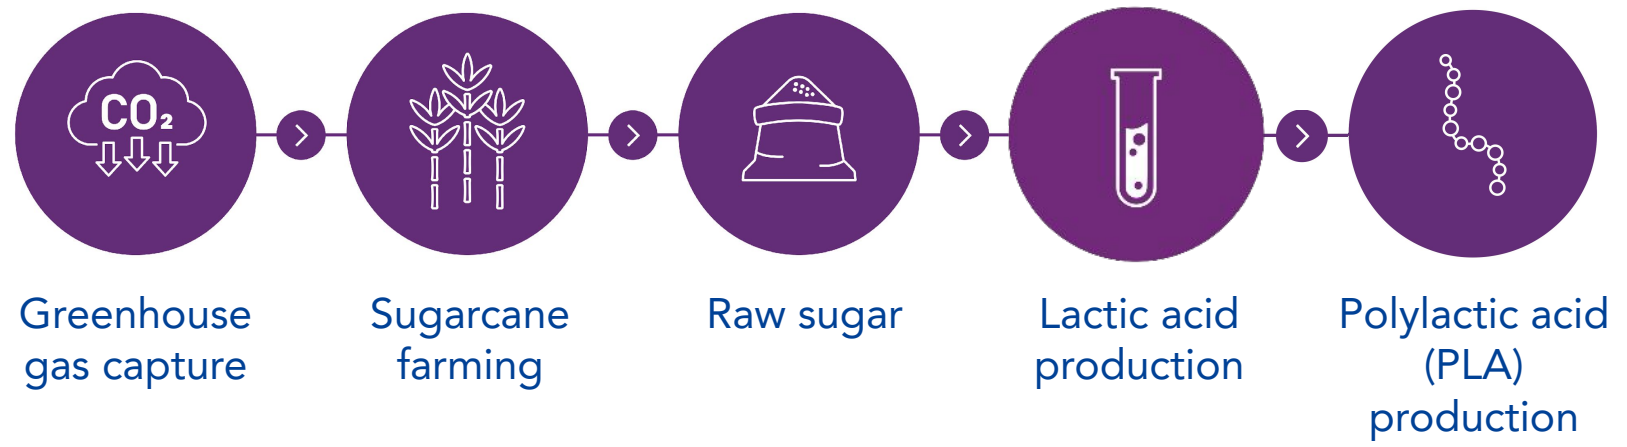 CO₂
Greenhouse
gas capture
Sugarcane
farming
Raw sugar
Lactic acid
production
Polylactic acid
(PLA)
production